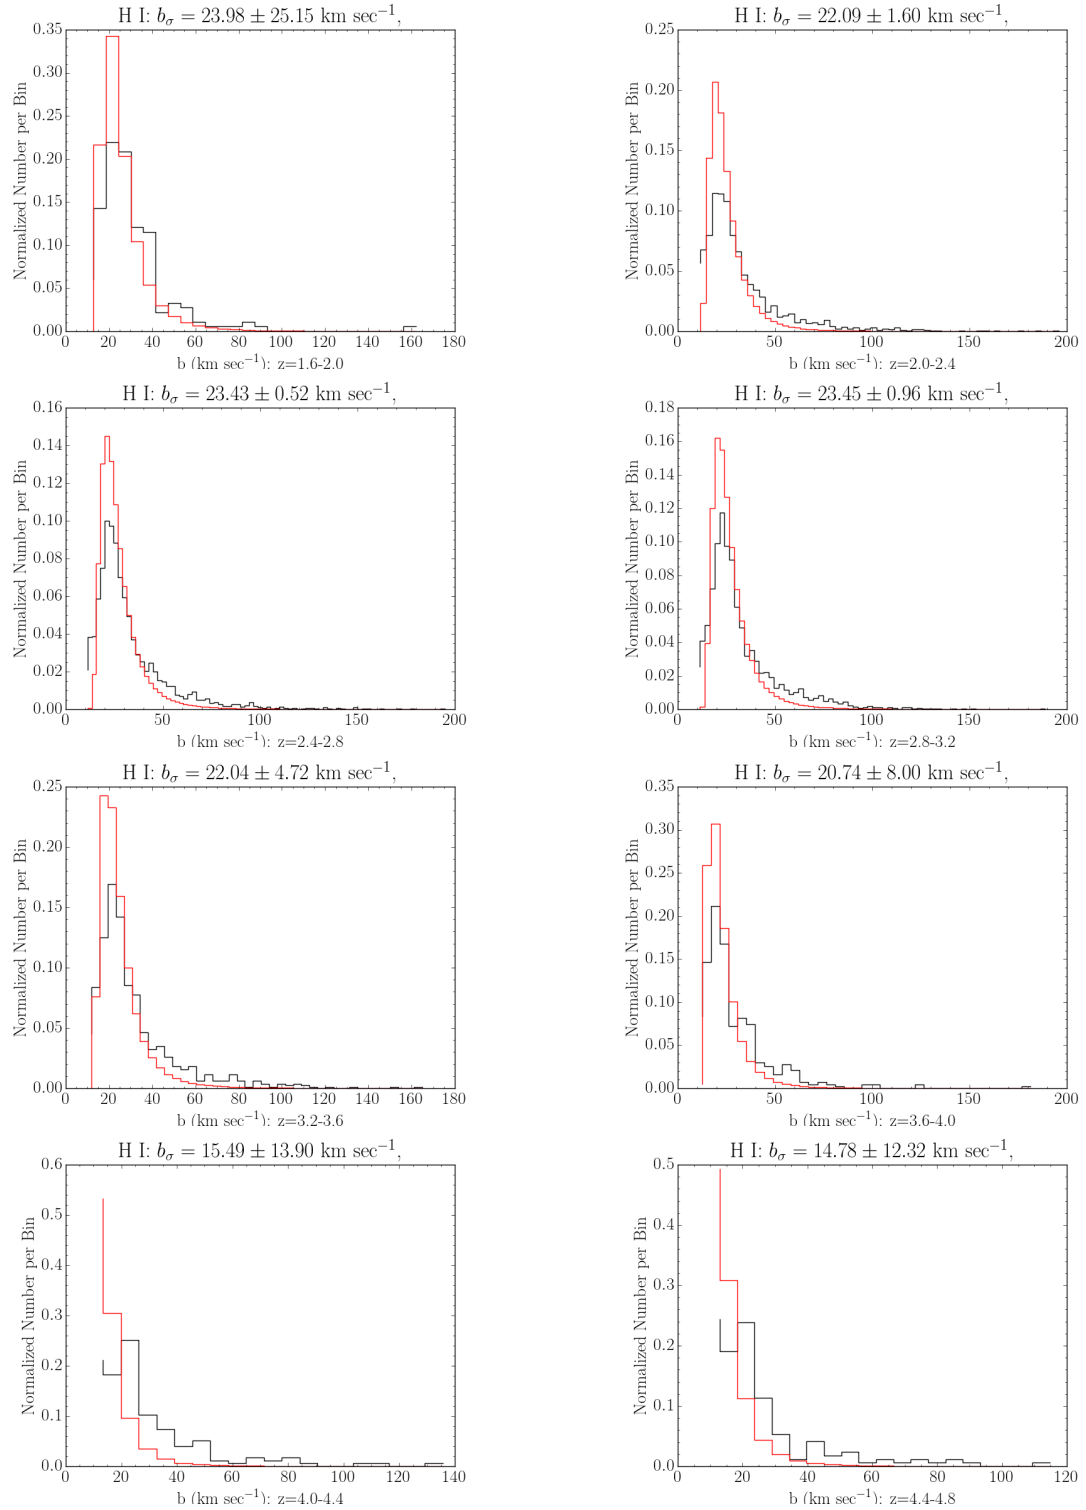 H I: bσ = 23.98 ± 25.15 km sec⁻¹,
Normalized Number per Bin
0.35
0.30
0.25
0.20
0.15
0.10
0.05
0.00
0 20 40 60 80 100 120 140 160 180
b (km sec⁻¹): z=1.6-2.0
H I: bσ = 22.09 ± 1.60 km sec⁻¹,
Normalized Number per Bin
0.25
0.20
0.15
0.10
0.05
0.00
0 50 100 150 200
b (km sec⁻¹): z=2.0-2.4
H I: bσ = 23.43 ± 0.52 km sec⁻¹,
Normalized Number per Bin
0.16
0.14
0.12
0.10
0.08
0.06
0.04
0.02
0.00
0 50 100 150 200
b (km sec⁻¹): z=2.4-2.8
H I: bσ = 23.45 ± 0.96 km sec⁻¹,
Normalized Number per Bin
0.18
0.16
0.14
0.12
0.10
0.08
0.06
0.04
0.02
0.00
0 50 100 150 200
b (km sec⁻¹): z=2.8-3.2
H I: bσ = 22.04 ± 4.72 km sec⁻¹,
Normalized Number per Bin
0.25
0.20
0.15
0.10
0.05
0.00
0 20 40 60 80 100 120 140 160 180
b (km sec⁻¹): z=3.2-3.6
H I: bσ = 20.74 ± 8.00 km sec⁻¹,
Normalized Number per Bin
0.35
0.30
0.25
0.20
0.15
0.10
0.05
0.00
0 50 100 150 200
b (km sec⁻¹): z=3.6-4.0
H I: bσ = 15.49 ± 13.90 km sec⁻¹,
Normalized Number per Bin
0.6
0.5
0.4
0.3
0.2
0.1
0.0
0 20 40 60 80 100 120 140
b (km sec⁻¹): z=4.0-4.4
H I: bσ = 14.78 ± 12.32 km sec⁻¹,
Normalized Number per Bin
0.5
0.4
0.3
0.2
0.1
0.0
0 20 40 60 80 100 120
b (km sec⁻¹): z=4.4-4.8